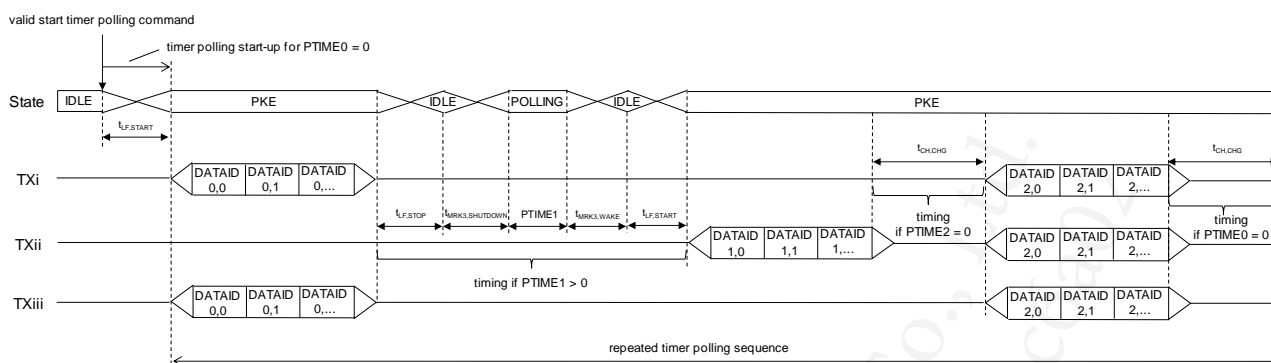 valid start timer polling command
timer polling start-up for PTIME0 = 0
State IDLE PKE IDLE POLLING IDLE PKE
tLF,START
tCH,CHG tCH,CHG
TXi DATAID 0,0 DATAID 0,1 DATAID 0,... DATAID 2,0 DATAID 2,1 DATAID 2,...
tLF,STOP tMRK3,SHUTDOWN PTIME1 tMRK3,WAKE tLF,START
timing if PTIME2 = 0
timing if PTIME0 = 0
TXii DATAID 1,0 DATAID 1,1 DATAID 1,... DATAID 2,0 DATAID 2,1 DATAID 2,...
timing if PTIME1 > 0
TXiii DATAID 0,0 DATAID 0,1 DATAID 0,... DATAID 2,0 DATAID 2,1 DATAID 2,...
repeated timer polling sequence